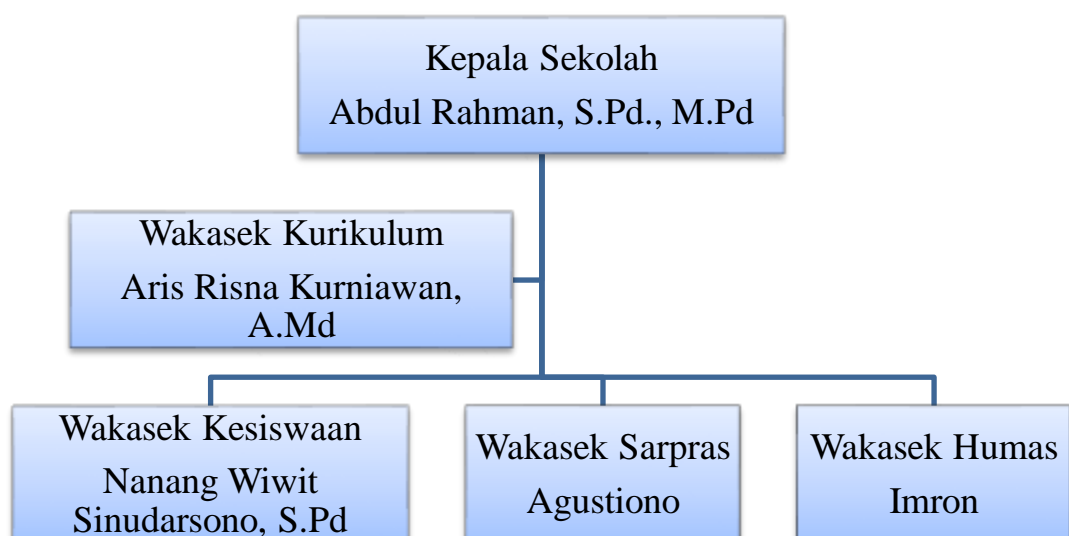 Kepala Sekolah
Abdul Rahman, S.Pd., M.Pd
Wakasek Kurikulum
Aris Risna Kurniawan,
A.Md
Wakasek Kesiswaan
Nanang Wiwit
Sinudarsono, S.Pd
Wakasek Sarpras
Agustiono
Wakasek Humas
Imron